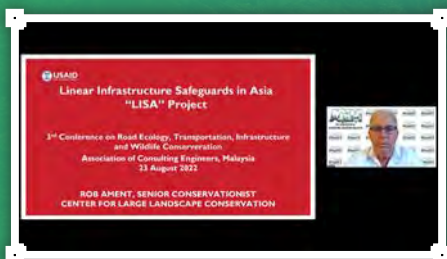 USAID
Linear Infrastructure Safeguards in Asia
"LISA" Project
3rd Conference on Road Ecology, Transportation, Infrastructure
and Wildlife Converseration
Association of Consulting Engineers, Malaysia
23 August 2022
ROB AMENT, SENIOR CONSERVATIONIST
CENTER FOR LARGE LANDSCAPE CONSERVATION